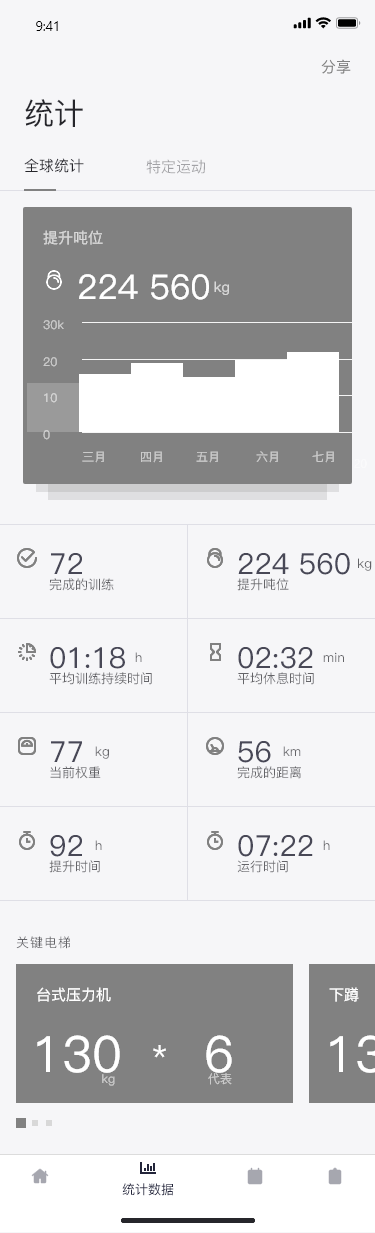 9:41
分享
统计
全球统计 特定运动
提升吨位
224 560 kg
30k
20
10
0
三月 四月 五月 六月 七月
72 224 560 kg
完成的训练 提升吨位
01:18 h 02:32 min
平均训练持续时间 平均休息时间
77 kg 56 km
当前权重 完成的距离
92 h 07:22 h
提升时间 运行时间
关键电梯
台式压力机 下蹲
130 * 6 13
kg 代表
统计数据